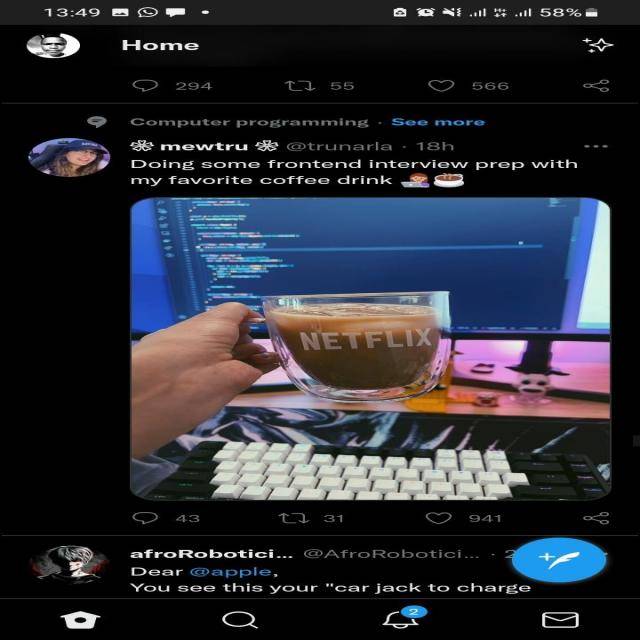 13:49
58%
Home
294 55 566
Computer programming · See more
mewtru @trunarla · 18h
Doing some frontend interview prep with
my favorite coffee drink
NETFLIX
43 31 941
afroRobotici... @AfroRobotici... · 2
Dear @apple,
You see this your "car jack to charge
2